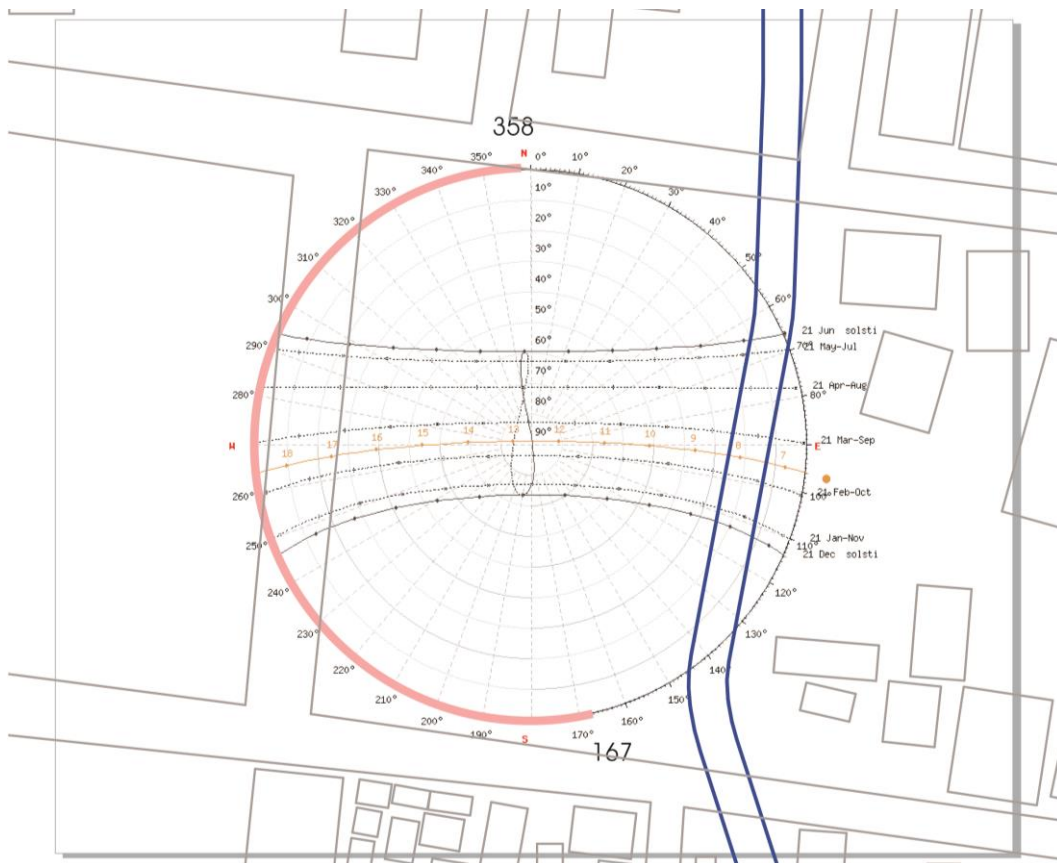 358
N
350° 0° 10°
340° 20°
10°
330° 30°
20°
320° 40°
30°
310° 50°
40°
300° 60°
50°
21 Jun solsti
60°
290° 70° 21 May-Jul
70°
280° 80° 21 Apr-Aug
80°
90°
W 18 17 16 15 14 13 12 11 10 9 8 7 E
21 Mar-Sep
260° 100° 21 Feb-Oct
250° 110° 21 Jan-Nov
21 Dec solsti
240° 120°
230° 130°
220° 140°
210° 150°
200° 160°
190° 170°
S
167